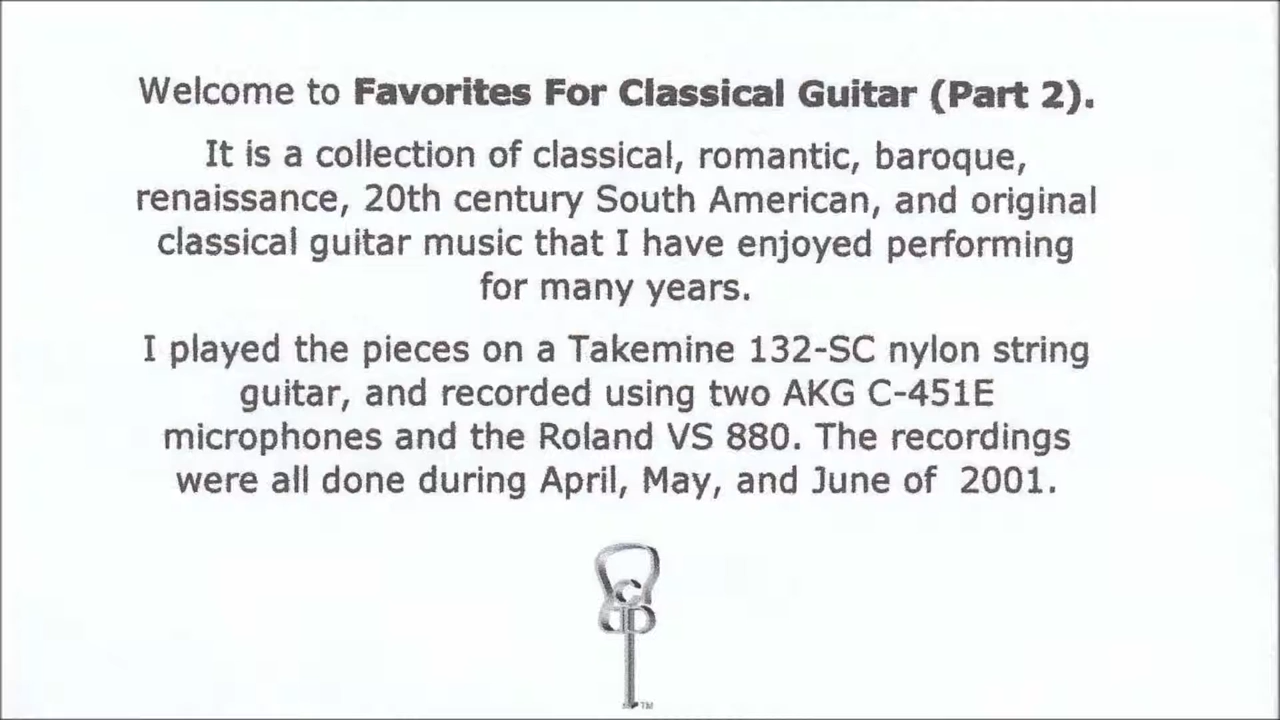 Welcome to Favorites For Classical Guitar (Part 2).
It is a collection of classical, romantic, baroque,
renaissance, 20th century South American, and original
classical guitar music that I have enjoyed performing
for many years.
I played the pieces on a Takemine 132-SC nylon string
guitar, and recorded using two AKG C-451E
microphones and the Roland VS 880. The recordings
were all done during April, May, and June of 2001.
TM